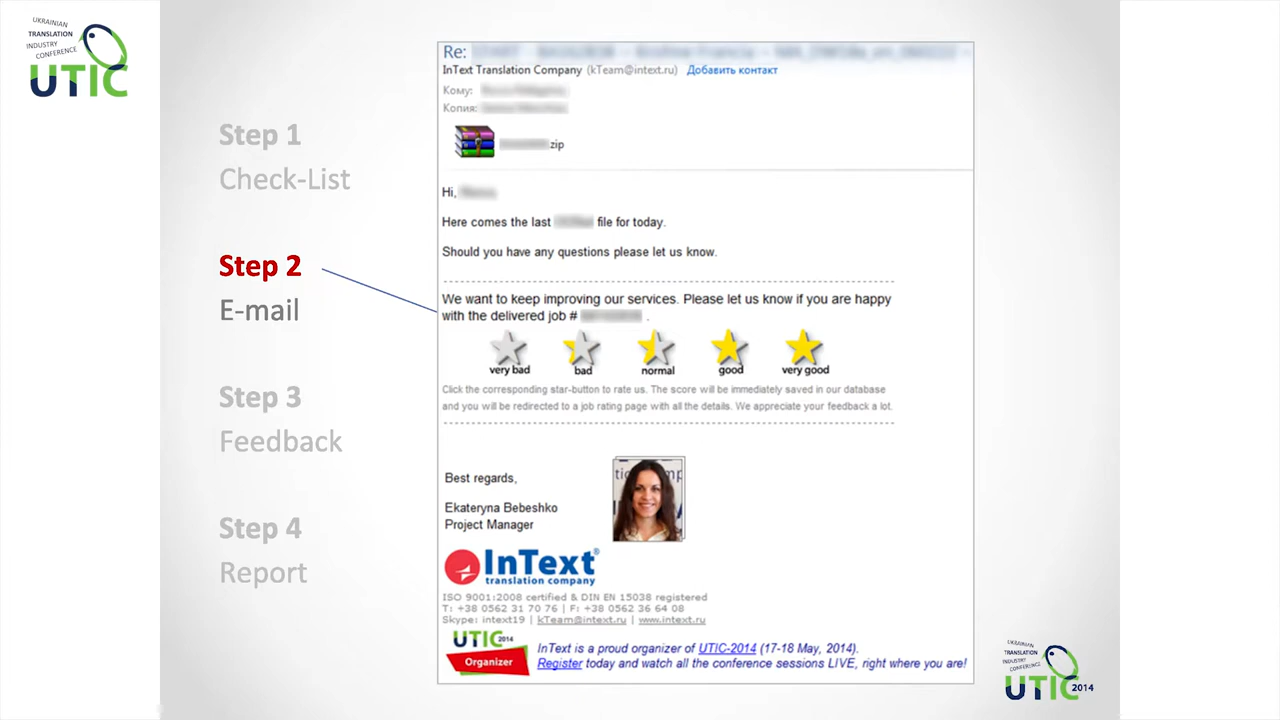 UKRAINIAN
TRANSLATION
INDUSTRY
CONFERENCE
UTIC
Step 1
Check-List
Step 2
E-mail
Step 3
Feedback
Step 4
Report
Re:
InText Translation Company (kTeam@intext.ru) Добавить контакт
Кому:
Копия:
zip
Hi,
Here comes the last file for today.
Should you have any questions please let us know.
We want to keep improving our services. Please let us know if you are happy
with the delivered job # .
very bad bad normal good very good
Click the corresponding star-button to rate us. The score will be immediately saved in our database
and you will be redirected to a job rating page with all the details. We appreciate your feedback a lot.
Best regards,
Ekateryna Bebeshko
Project Manager
InText®
translation company
ISO 9001:2008 certified & DIN EN 15038 registered
T: +38 0562 31 70 76 | F: +38 0562 36 64 08
Skype: intext19 | kTeam@intext.ru | www.intext.ru
UTIC 2014
Organizer
InText is a proud organizer of UTIC-2014 (17-18 May, 2014).
Register today and watch all the conference sessions LIVE, right where you are!
UKRAINIAN
TRANSLATION
INDUSTRY
CONFERENCE
UTIC 2014